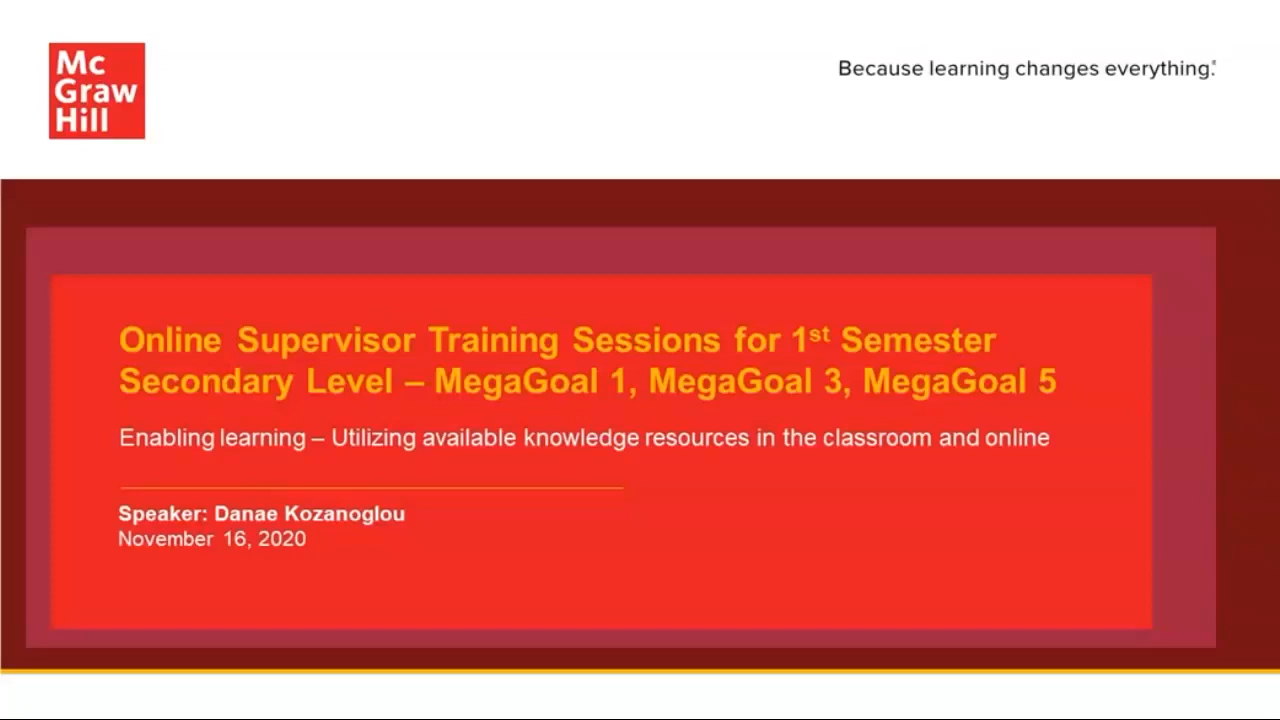 Mc
Graw
Hill
Because learning changes everything.®
Online Supervisor Training Sessions for 1st Semester
Secondary Level – MegaGoal 1, MegaGoal 3, MegaGoal 5
Enabling learning – Utilizing available knowledge resources in the classroom and online
Speaker: Danae Kozanoglou
November 16, 2020